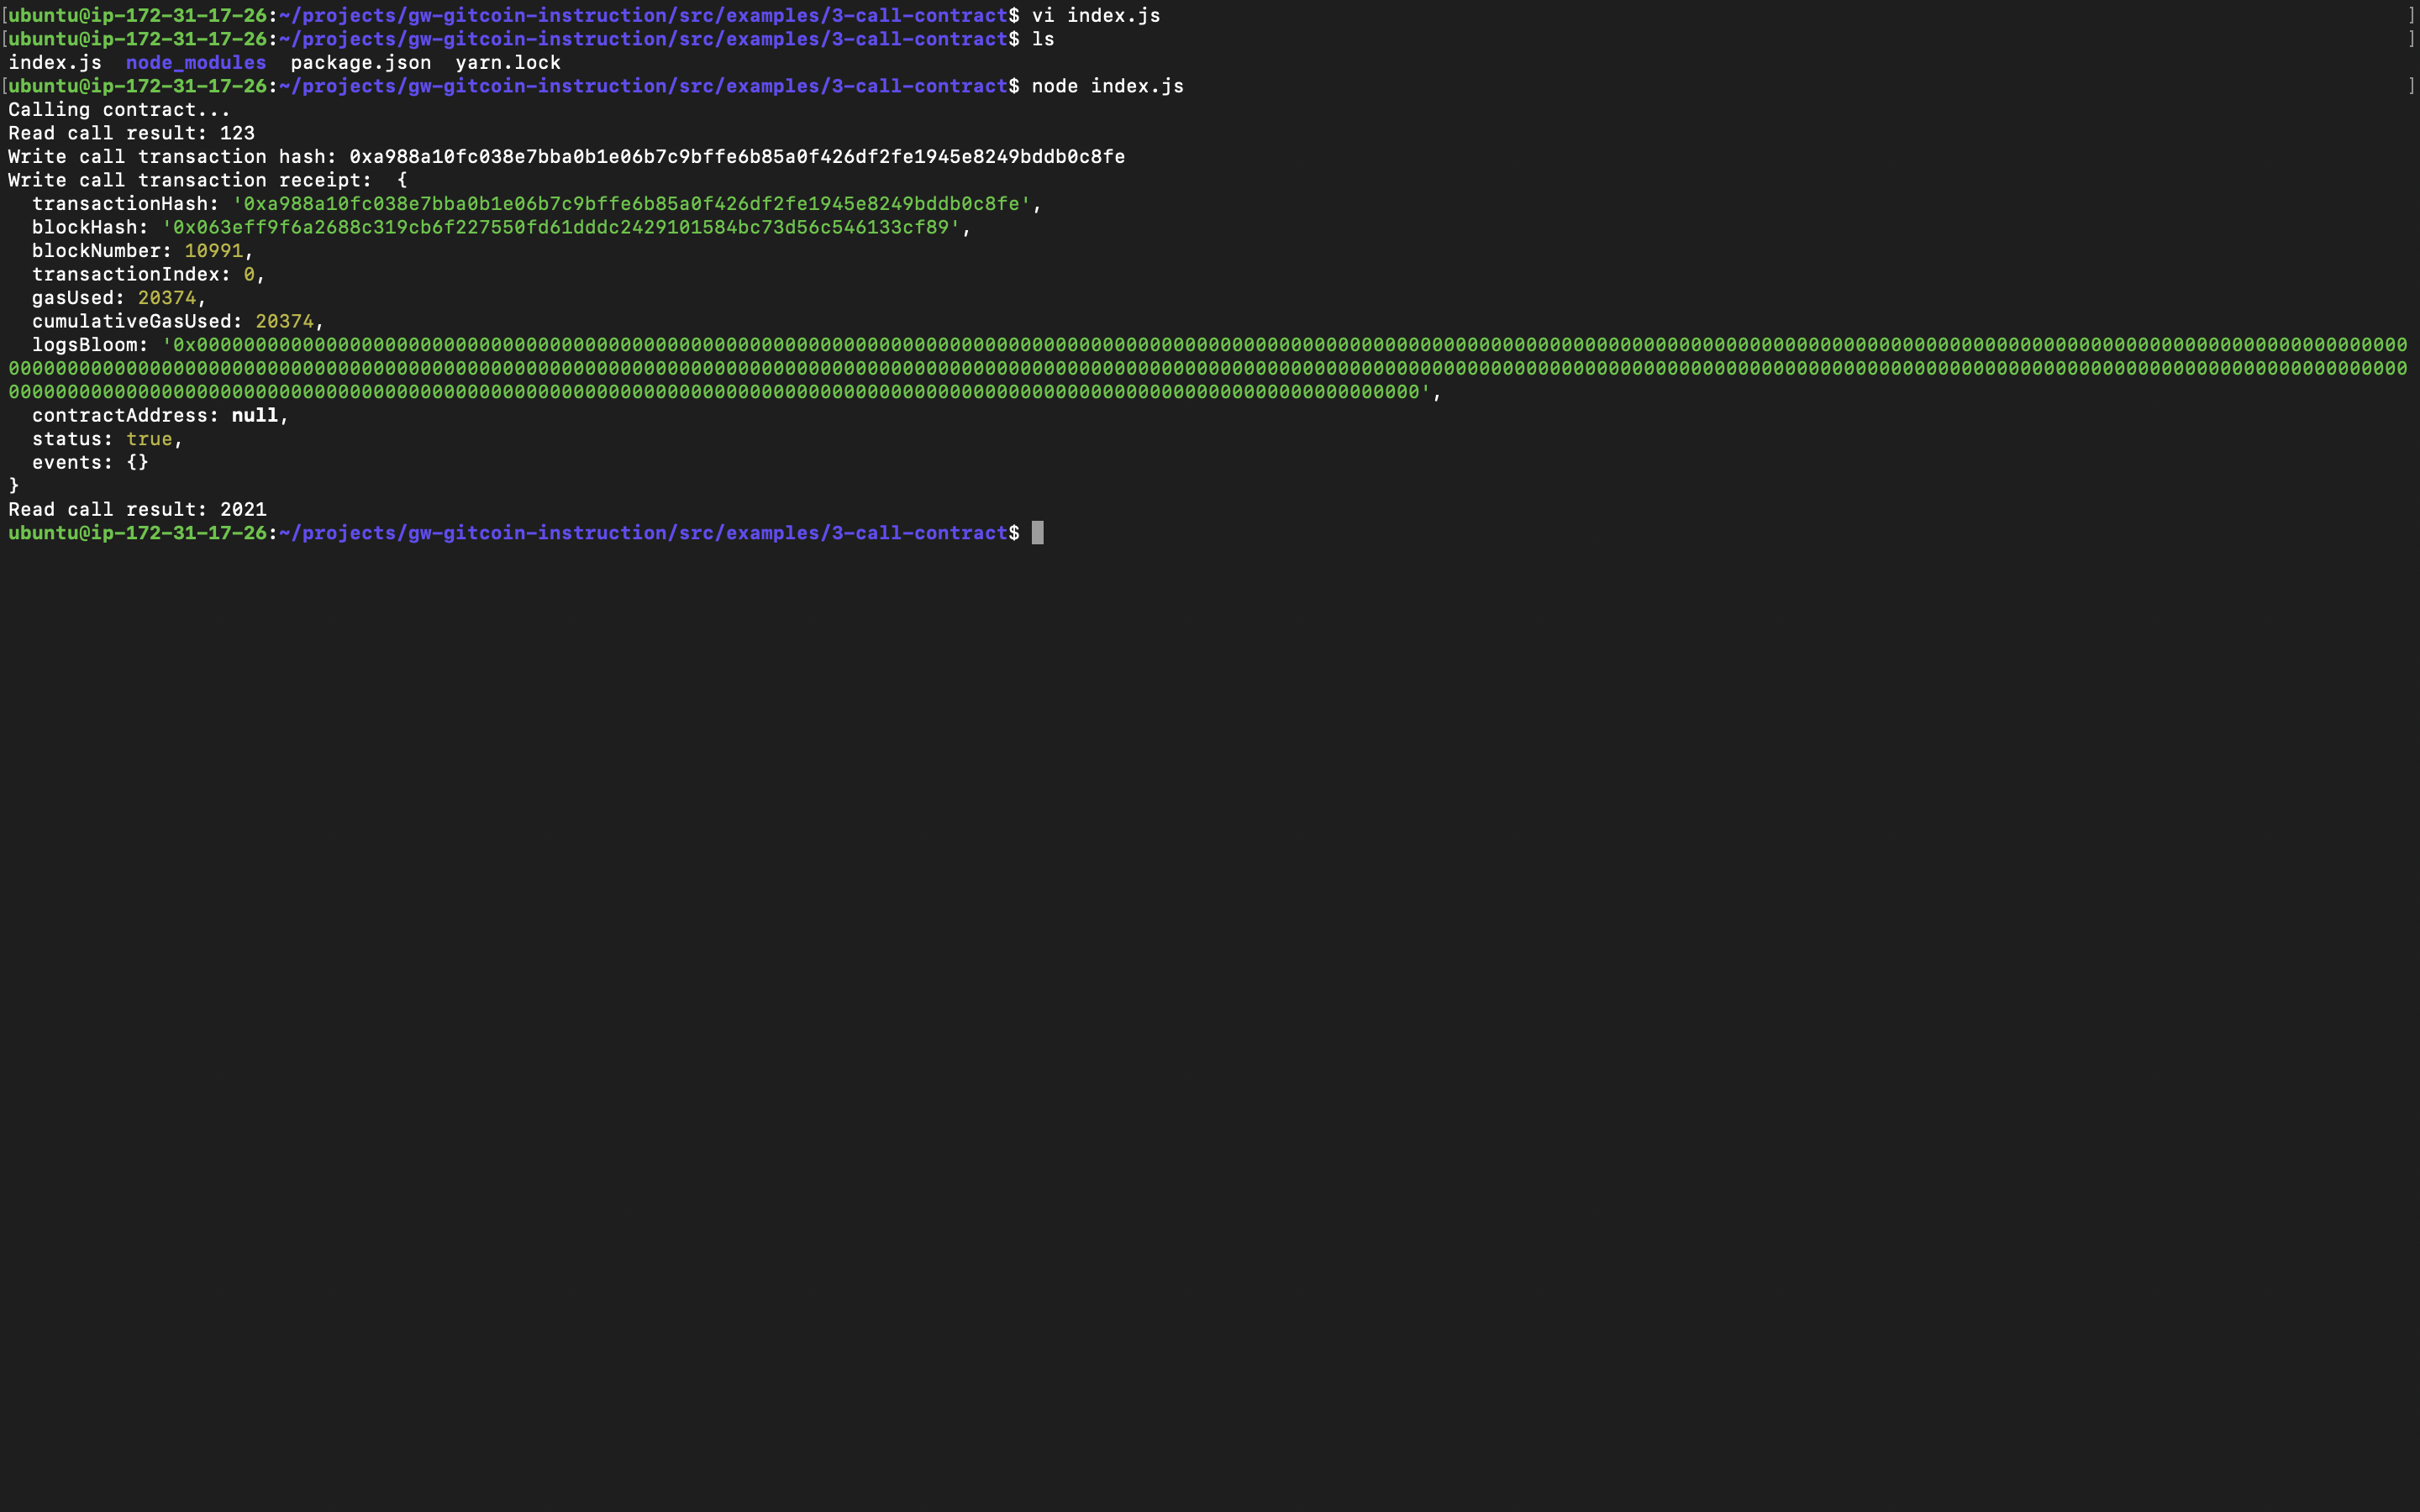 [ubuntu@ip-172-31-17-26:~/projects/gw-gitcoin-instruction/src/examples/3-call-contract$ vi index.js ]
[ubuntu@ip-172-31-17-26:~/projects/gw-gitcoin-instruction/src/examples/3-call-contract$ ls ]
index.js  node_modules  package.json  yarn.lock
[ubuntu@ip-172-31-17-26:~/projects/gw-gitcoin-instruction/src/examples/3-call-contract$ node index.js ]
Calling contract...
Read call result: 123
Write call transaction hash: 0xa988a10fc038e7bba0b1e06b7c9bffe6b85a0f426df2fe1945e8249bddb0c8fe
Write call transaction receipt:  {
  transactionHash: '0xa988a10fc038e7bba0b1e06b7c9bffe6b85a0f426df2fe1945e8249bddb0c8fe',
  blockHash: '0x063eff9f6a2688c319cb6f227550fd61dddc2429101584bc73d56c546133cf89',
  blockNumber: 10991,
  transactionIndex: 0,
  gasUsed: 20374,
  cumulativeGasUsed: 20374,
  logsBloom: '0x00000000000000000000000000000000000000000000000000000000000000000000000000000000000000000000000000000000000000000000000000000000000000000000000000000000000000000000000000000000000000000000
000000000000000000000000000000000000000000000000000000000000000000000000000000000000000000000000000000000000000000000000000000000000000000000000000000000000000000000000000000000000000000000000000000000000
000000000000000000000000000000000000000000000000000000000000000000000000000000000000000000000000000000000000000000000000',
  contractAddress: null,
  status: true,
  events: {}
}
Read call result: 2021
ubuntu@ip-172-31-17-26:~/projects/gw-gitcoin-instruction/src/examples/3-call-contract$